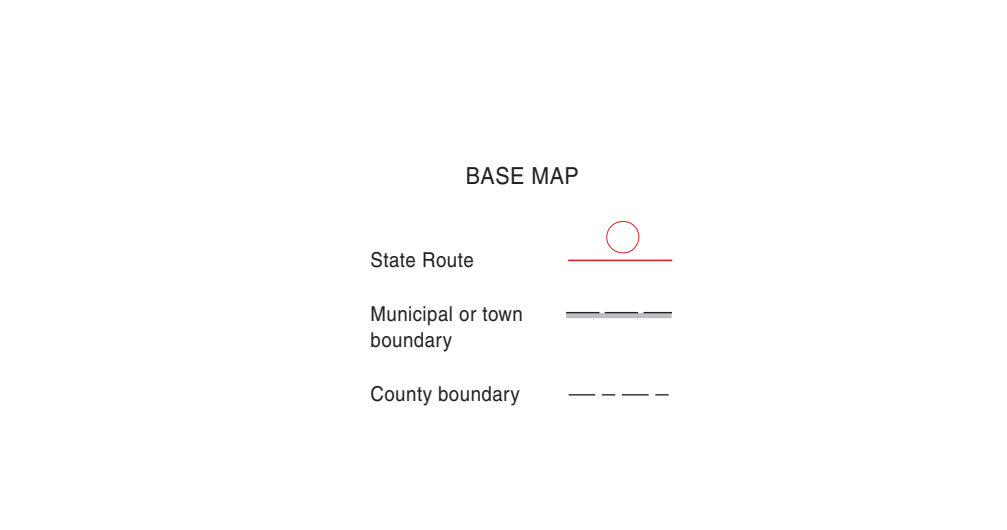 BASE MAP
State Route
Municipal or town
boundary
County boundary